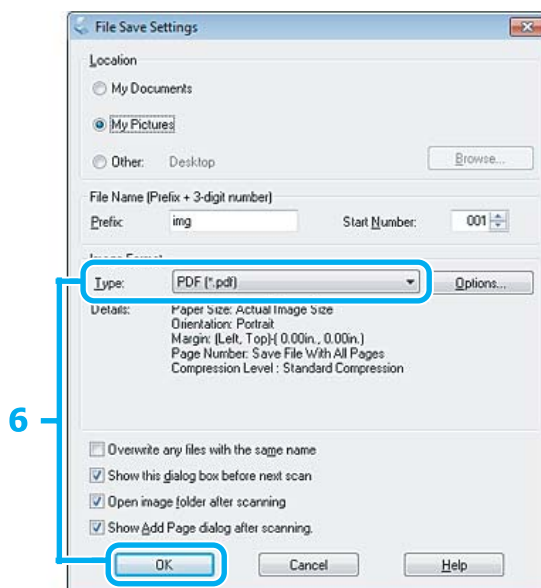 File Save Settings
Location
My Documents
My Pictures
Other: Desktop Browse...
File Name (Prefix + 3-digit number)
Prefix: img Start Number: 001
Image Format
Type: PDF (*.pdf) Options...
Details: Paper Size: Actual Image Size
Orientation: Portrait
Margin: (Left, Top)-( 0.00in., 0.00in.)
Page Number: Save File With All Pages
Compression Level : Standard Compression
6
Overwrite any files with the same name
Show this dialog box before next scan
Open image folder after scanning
Show Add Page dialog after scanning.
OK Cancel Help